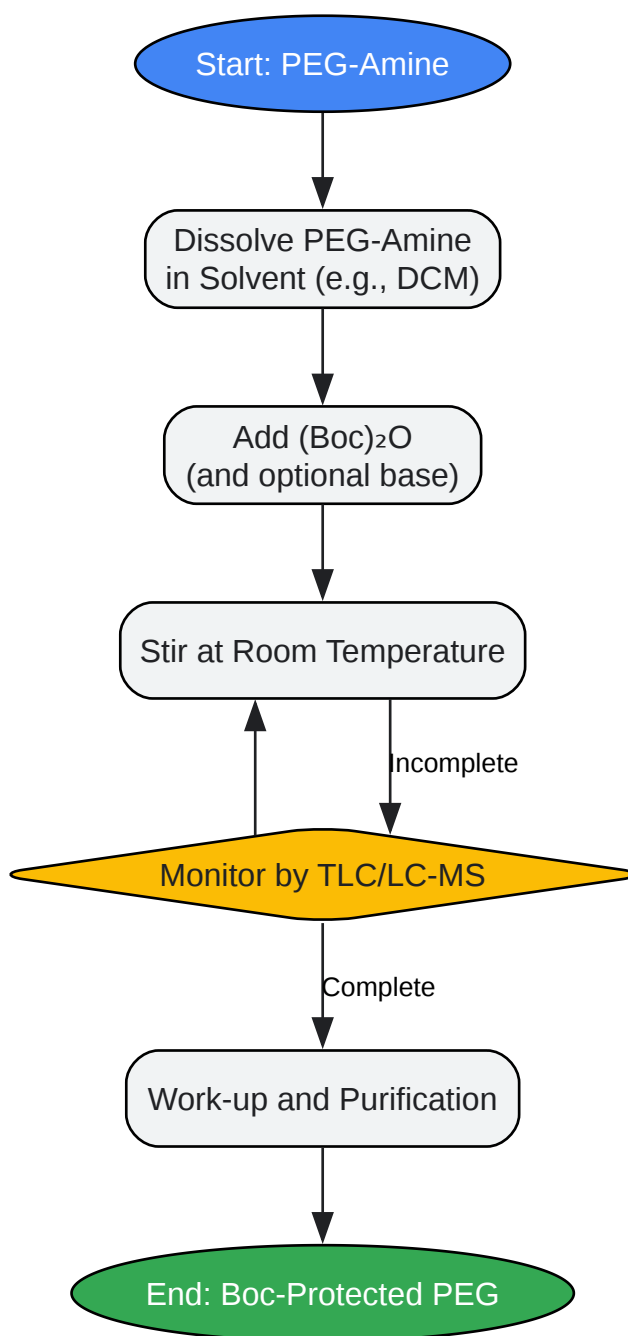 Start: PEG-Amine
Dissolve PEG-Amine
in Solvent (e.g., DCM)
Add (Boc)₂O
(and optional base)
Stir at Room Temperature
Incomplete
Monitor by TLC/LC-MS
Complete
Work-up and Purification
End: Boc-Protected PEG